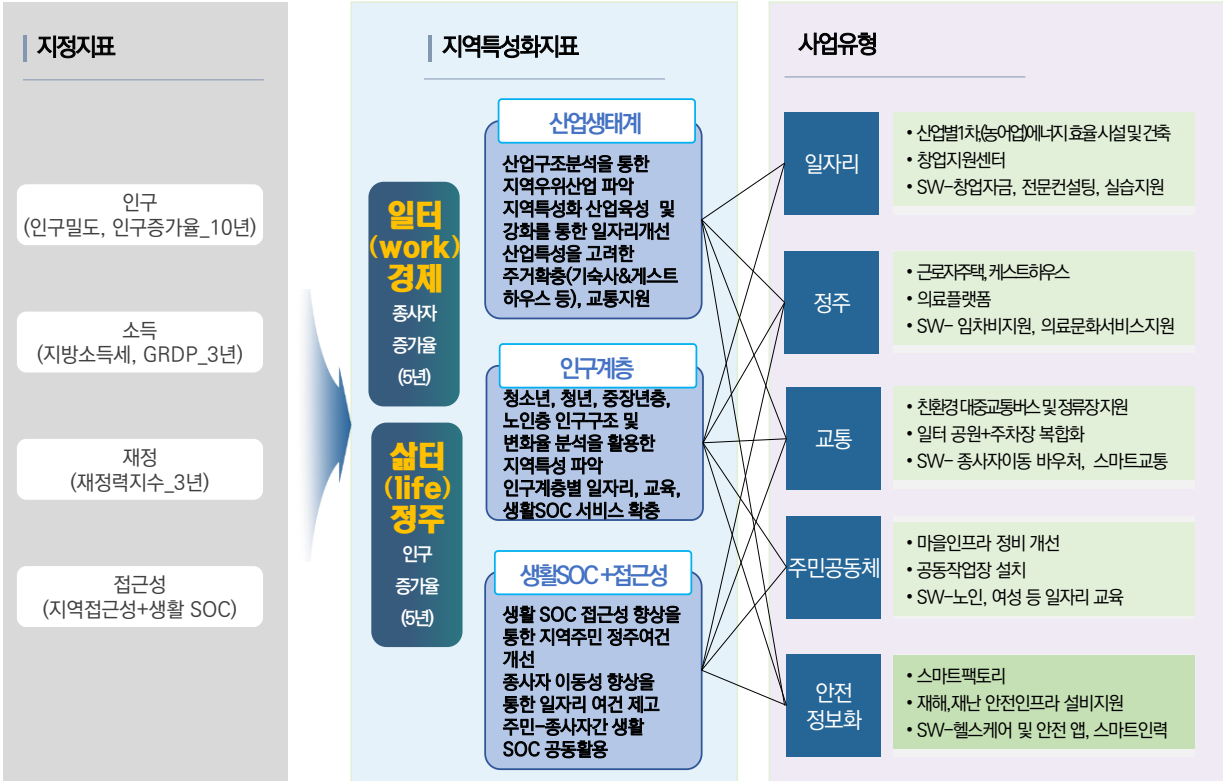 지정지표
인구
(인구밀도, 인구증가율_10년)
소득
(지방소득세, GRDP_3년)
재정
(재정력지수_3년)
접근성
(지역접근성+생활 SOC)
지역특성화지표
일터
(work)
경제
종사자
증가율
(5년)
삶터
(life)
정주
인구
증가율
(5년)
산업생태계
산업구조분석을 통한
지역우위산업 파악
지역특성화 산업육성 및
강화를 통한 일자리개선
산업특성을 고려한
주거확충(기숙사&게스트
하우스 등), 교통지원
인구계층
청소년, 청년, 중장년층,
노인층 인구구조 및
변화율 분석을 활용한
지역특성 파악
인구계층별 일자리, 교육,
생활SOC 서비스 확충
생활SOC+접근성
생활 SOC 접근성 향상을
통한 지역주민 정주여건
개선
종사자 이동성 향상을
통한 일자리 여건 제고
주민-종사자간 생활
SOC 공동활용
사업유형
일자리
• 산업별1차,(농어업)에너지 효율 시설 및 건축
• 창업지원센터
• SW-창업자금, 전문컨설팅, 실습지원
정주
• 근로자주택, 케스트하우스
• 의료플랫폼
• SW- 임차비지원, 의료문화서비스지원
교통
• 친환경 대중교통버스 및 정류장 지원
• 일터 공원+주차장 복합화
• SW- 종사자이동 바우처, 스마트교통
주민공동체
• 마을인프라 정비 개선
• 공동작업장 설치
• SW-노인, 여성 등 일자리 교육
안전
정보화
• 스마트팩토리
• 재해,재난 안전인프라 설비지원
• SW-헬스케어 및 안전 앱, 스마트인력